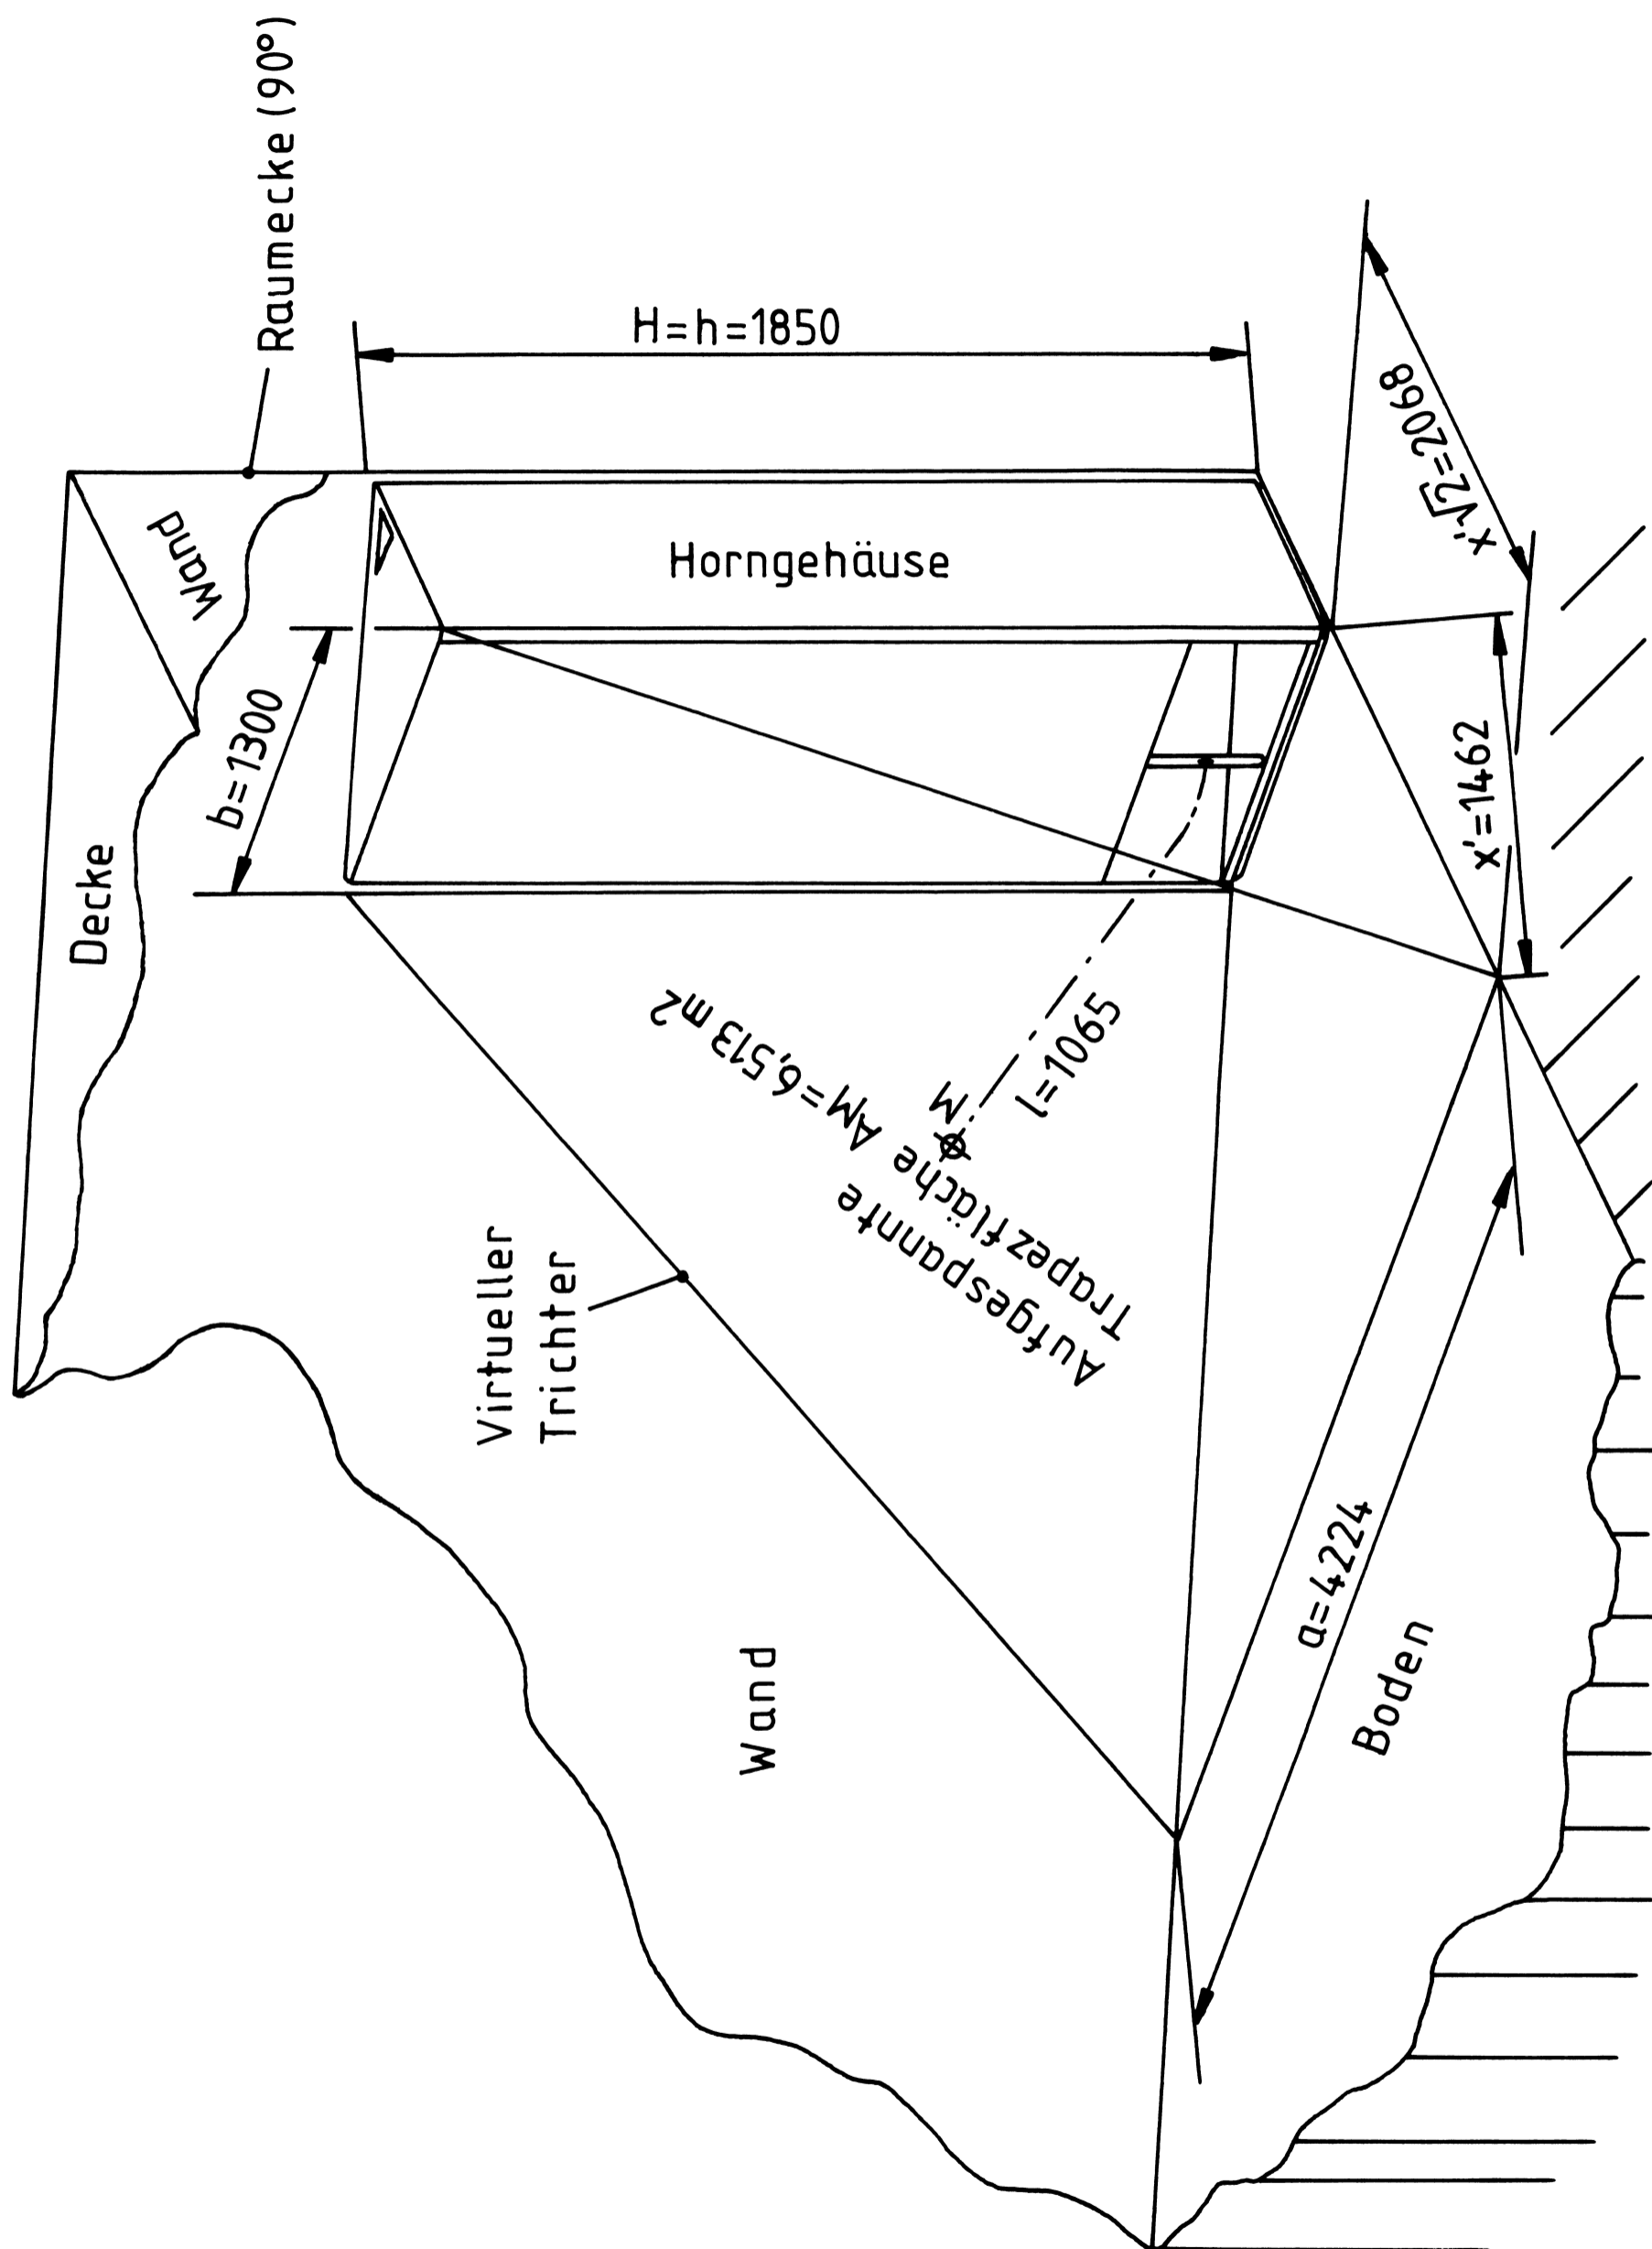 Raumecke (90°)
H=h=1850
x'√2=2068
Wand
Horngehäuse
b=1300
x'=1462
Decke
l=1065
M
Aufgespannte
Trapezfläche AM=6,513 m2
Virtueller
Trichter
a=4224
Wand
Boden